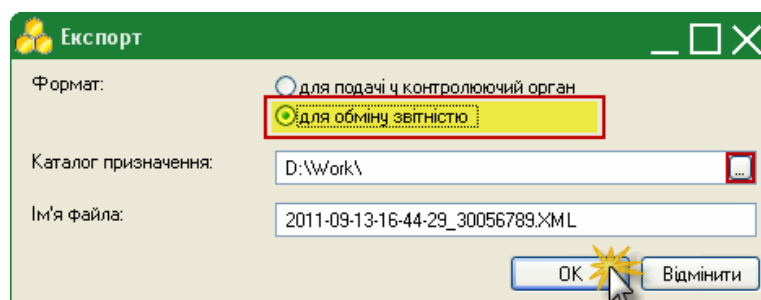 Експорт
Формат:
для подачі у контролюючий орган
для обміну звітністю
Каталог призначення:
D:\Work\
...
Ім'я файла:
2011-09-13-16-44-29_30056789.XML
OK
Відмінити